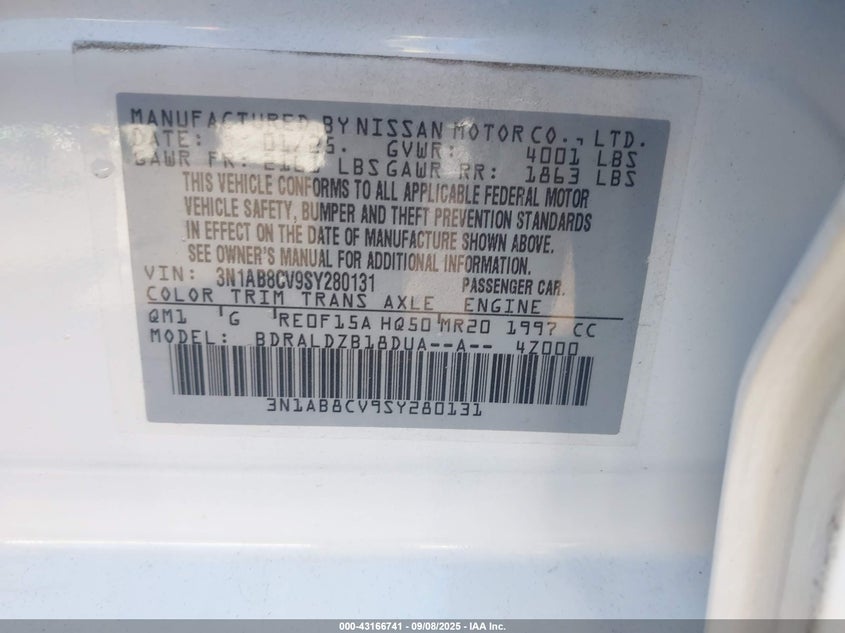 MANUFACTURED BY NISSAN MOTOR CO., LTD.
DATE: 01/25. GVWR: 4001 LBS
GAWR FR: LBS GAWR RR: 1863 LBS
THIS VEHICLE CONFORMS TO ALL APPLICABLE FEDERAL MOTOR
VEHICLE SAFETY, BUMPER AND THEFT PREVENTION STANDARDS
IN EFFECT ON THE DATE OF MANUFACTURE SHOWN ABOVE.
SEE OWNER'S MANUAL FOR ADDITIONAL INFORMATION.
VIN: 3N1AB8CV9SY280131 PASSENGER CAR.
COLOR TRIM TRANS AXLE ENGINE
QM1 'G 'RE0F15A HQ50'MR20 1997 CC
MODEL: BDRALDZB18DUA--A-- 4Z000
3N1AB8CV9SY280131
000-43166741 | 09/08/2025 - IAA Inc.